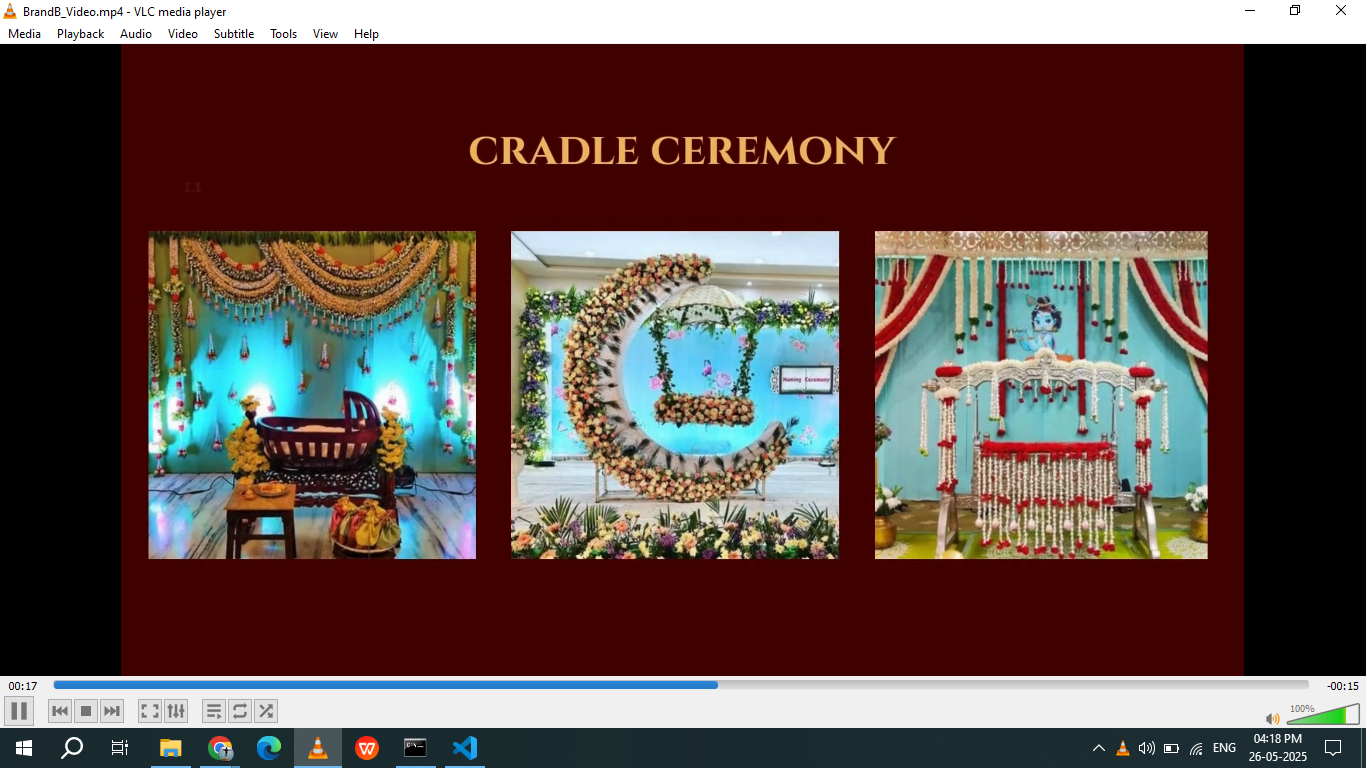 BrandB_Video.mp4 - VLC media player
Media Playback Audio Video Subtitle Tools View Help
CRADLE CEREMONY
1.1
Naming Ceremony
00:17
-00:15
100%
ENG
04:18 PM
26-05-2025